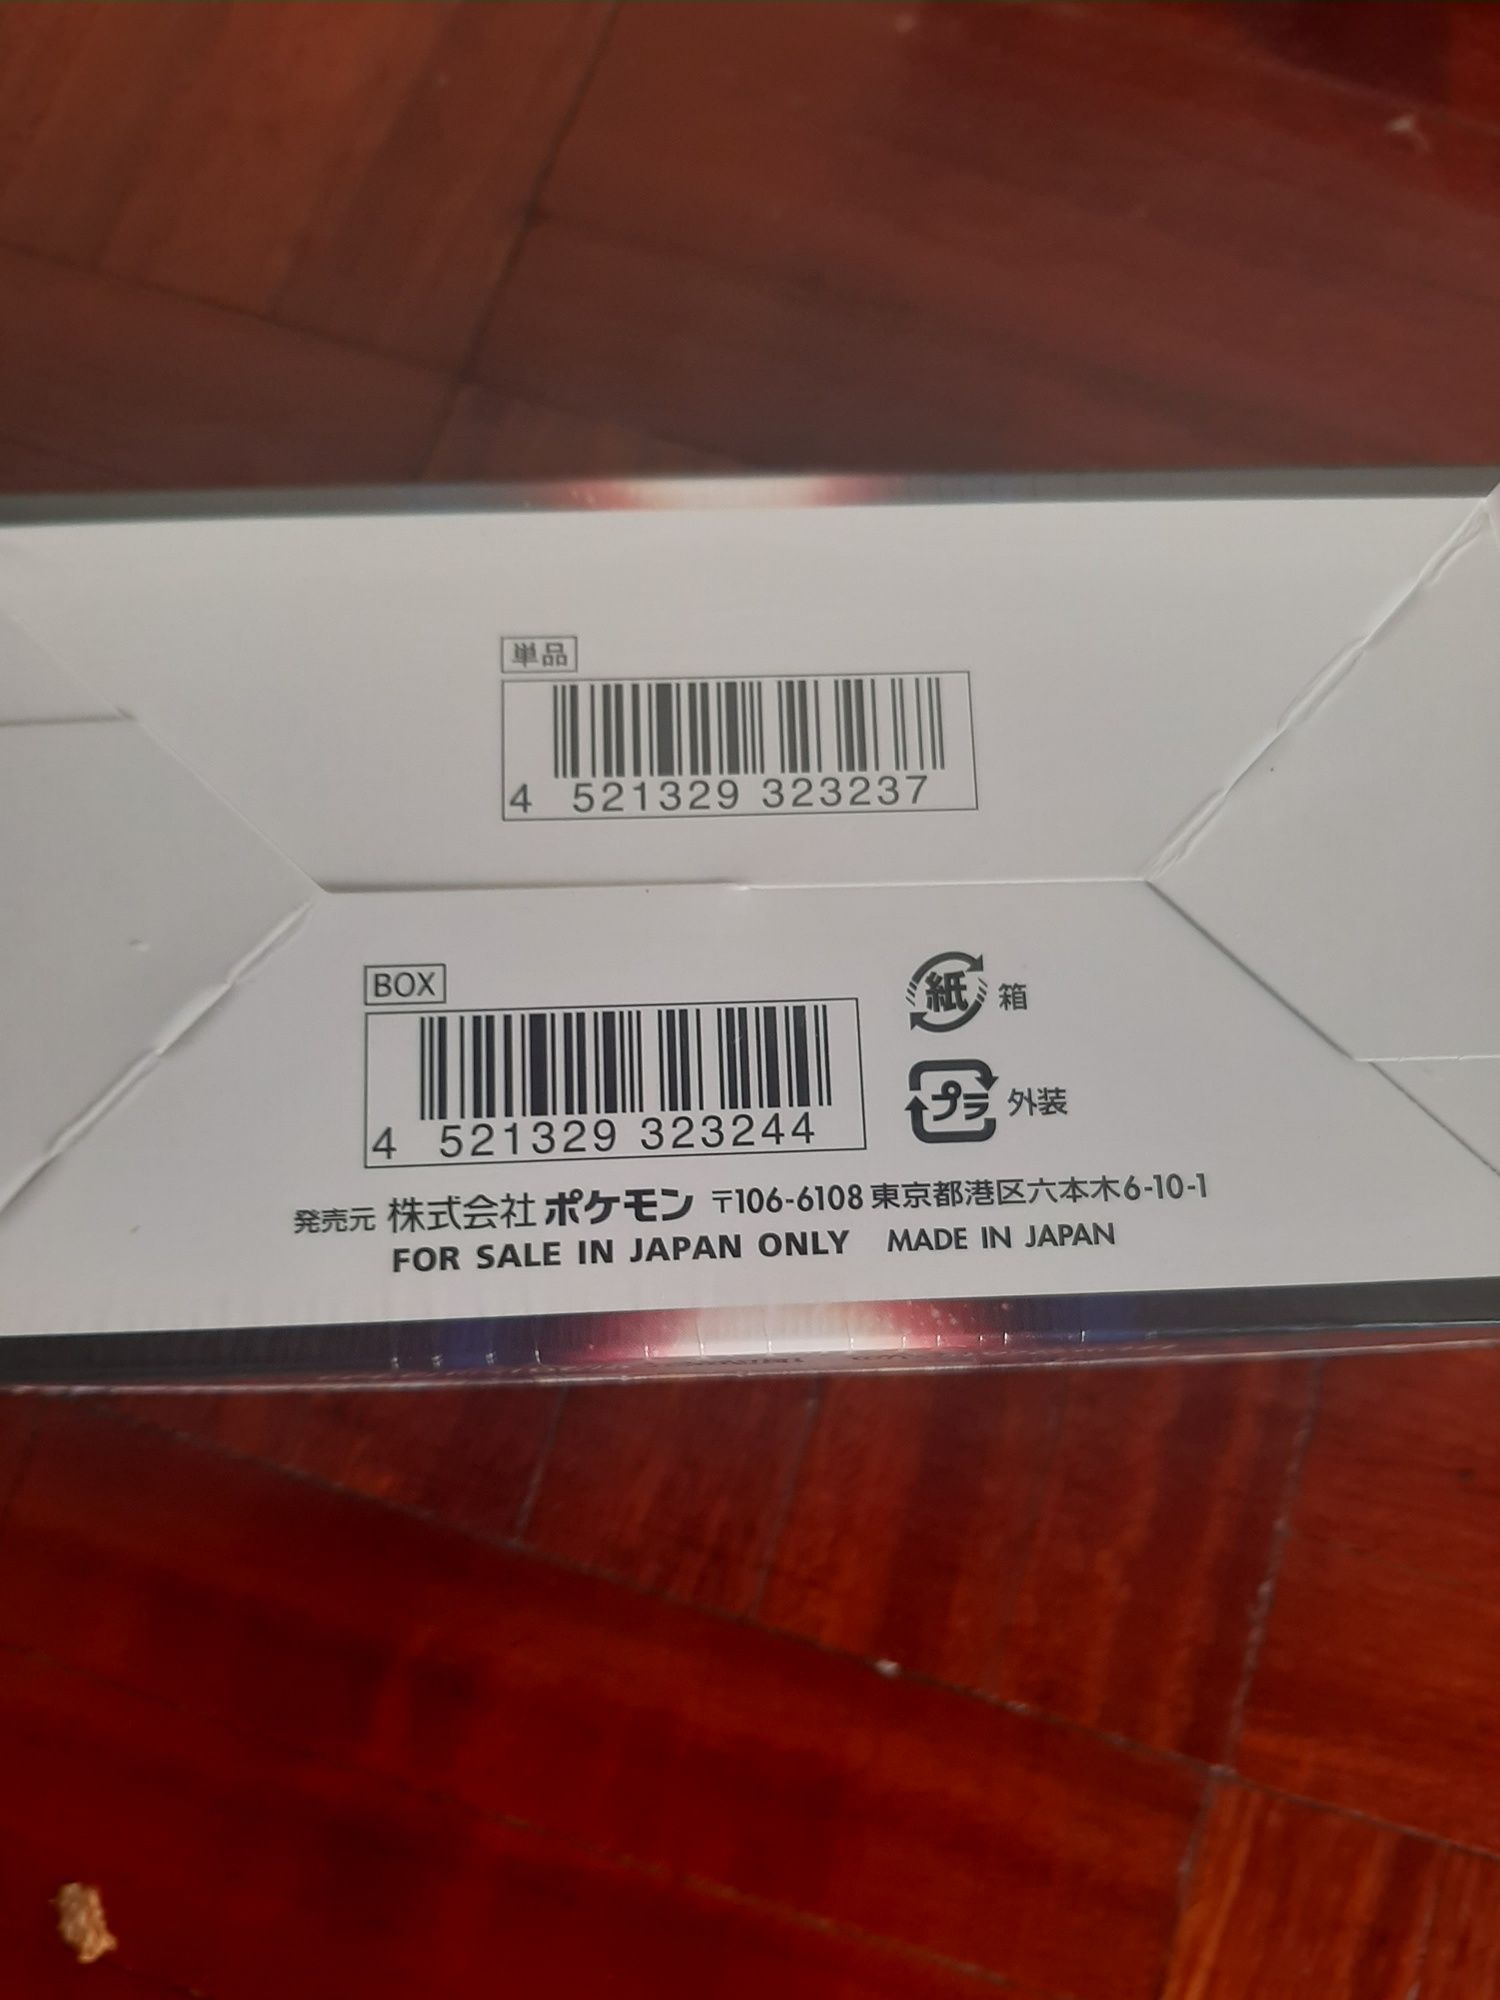 単品
4 521329 323237
BOX
4 521329 323244
紙 箱
プラ 外装
発売元 株式会社 ポケモン 〒106-6108 東京都港区六本木6-10-1
FOR SALE IN JAPAN ONLY MADE IN JAPAN